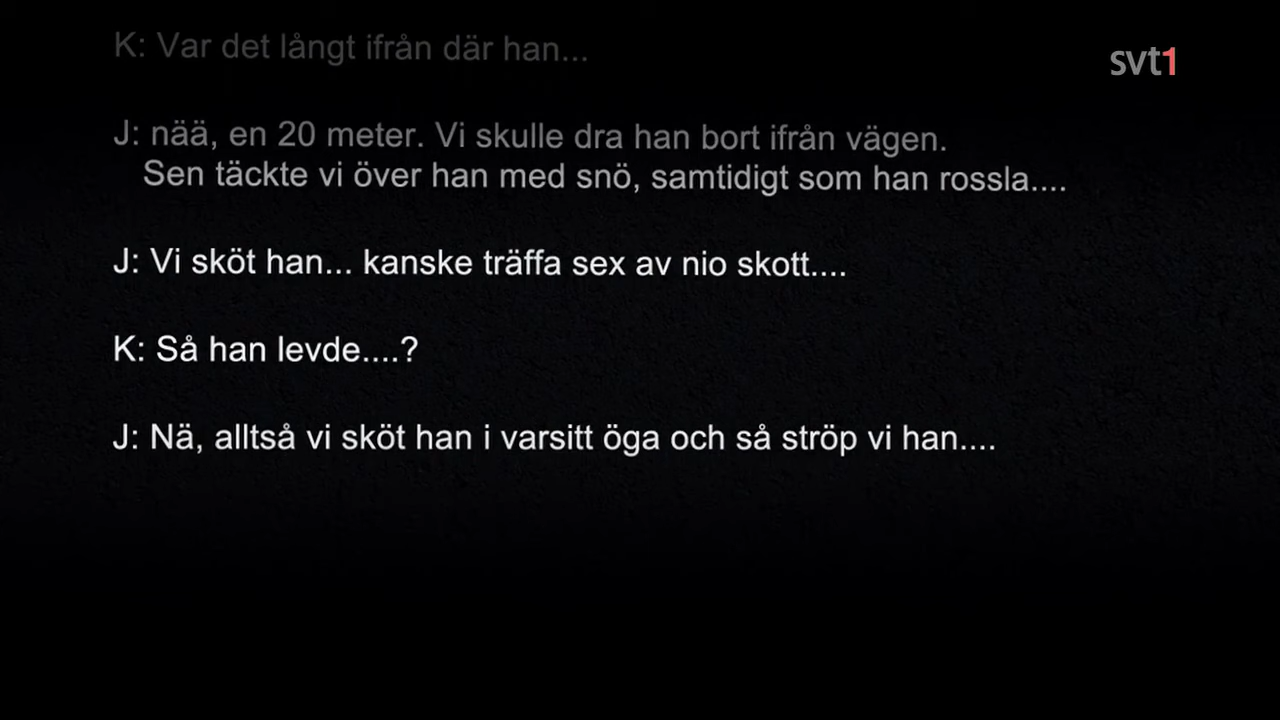 K: Var det långt ifrån där han...
svt1
J: nää, en 20 meter. Vi skulle dra han bort ifrån vägen.
Sen täckte vi över han med snö, samtidigt som han rossla....
J: Vi sköt han... kanske träffa sex av nio skott....
K: Så han levde....?
J: Nä, alltså vi sköt han i varsitt öga och så ströp vi han....